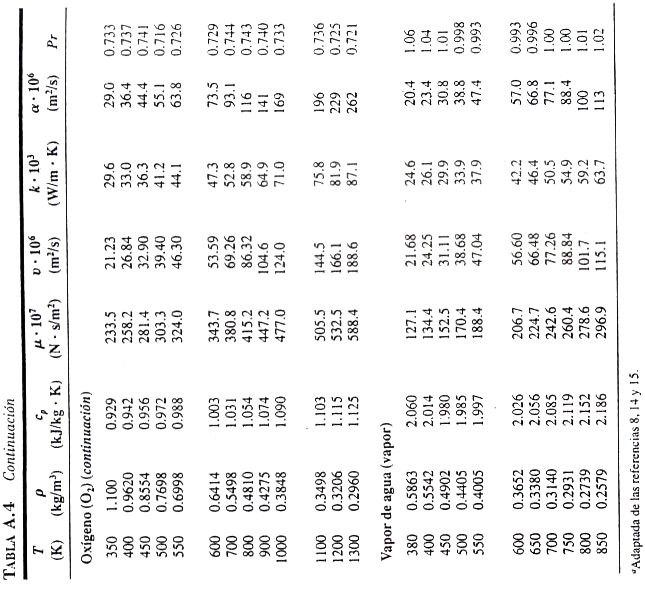 TABLA A.4 Continuación
T ρ c_p μ · 10⁷ υ · 10⁶ k · 10³ α · 10⁶ Pr
(K) (kg/m³) (kJ/kg · K) (N · s/m²) (m²/s) (W/m · K) (m²/s)
Oxígeno (O₂) (continuación)
350 1.100 0.929 233.5 21.23 29.6 29.0 0.733
400 0.9620 0.942 258.2 26.84 33.0 36.4 0.737
450 0.8554 0.956 281.4 32.90 36.3 44.4 0.741
500 0.7698 0.972 303.3 39.40 41.2 55.1 0.716
550 0.6998 0.988 324.0 46.30 44.1 63.8 0.726
600 0.6414 1.003 343.7 53.59 47.3 73.5 0.729
700 0.5498 1.031 380.8 69.26 52.8 93.1 0.744
800 0.4810 1.054 415.2 86.32 58.9 116 0.743
900 0.4275 1.074 447.2 104.6 64.9 141 0.740
1000 0.3848 1.090 477.0 124.0 71.0 169 0.733
1100 0.3498 1.103 505.5 144.5 75.8 196 0.736
1200 0.3206 1.115 532.5 166.1 81.9 229 0.725
1300 0.2960 1.125 588.4 188.6 87.1 262 0.721
Vapor de agua (vapor)
380 0.5863 2.060 127.1 21.68 24.6 20.4 1.06
400 0.5542 2.014 134.4 24.25 26.1 23.4 1.04
450 0.4902 1.980 152.5 31.11 29.9 30.8 1.01
500 0.4405 1.985 170.4 38.68 33.9 38.8 0.998
550 0.4005 1.997 188.4 47.04 37.9 47.4 0.993
600 0.3652 2.026 206.7 56.60 42.2 57.0 0.993
650 0.3380 2.056 224.7 66.48 46.4 66.8 0.996
700 0.3140 2.085 242.6 77.26 50.5 77.1 1.00
750 0.2931 2.119 260.4 88.84 54.9 88.4 1.00
800 0.2739 2.152 278.6 101.7 59.2 100 1.01
850 0.2579 2.186 296.9 115.1 63.7 113 1.02
ᵃAdaptada de las referencias 8, 14 y 15.